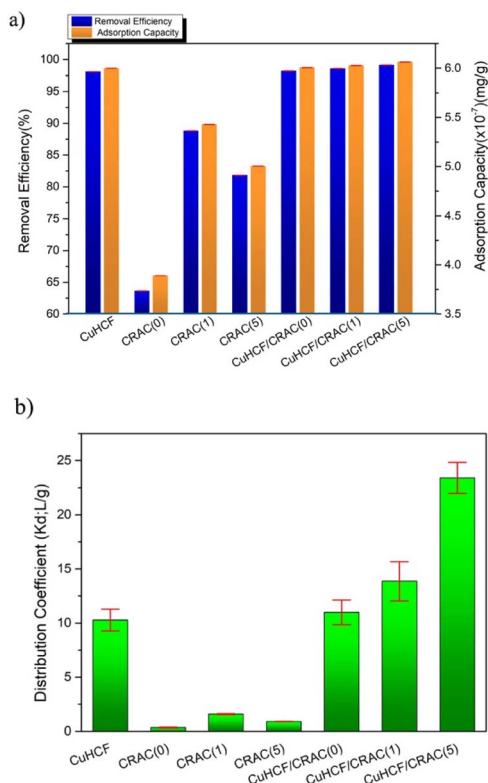 a)
Removal Efficiency
Adsorption Capacity
Removal Efficiency(%)
100
95
90
85
80
75
70
65
60
Adsorption Capacity(x10⁻⁷)(mg/g)
6.0
5.5
5.0
4.5
4.0
3.5
CuHCF
CRAC(0)
CRAC(1)
CRAC(5)
CuHCF/CRAC(0)
CuHCF/CRAC(1)
CuHCF/CRAC(5)
b)
Distribution Coefficient (Kd;L/g)
25
20
15
10
5
0
CuHCF
CRAC(0)
CRAC(1)
CRAC(5)
CuHCF/CRAC(0)
CuHCF/CRAC(1)
CuHCF/CRAC(5)